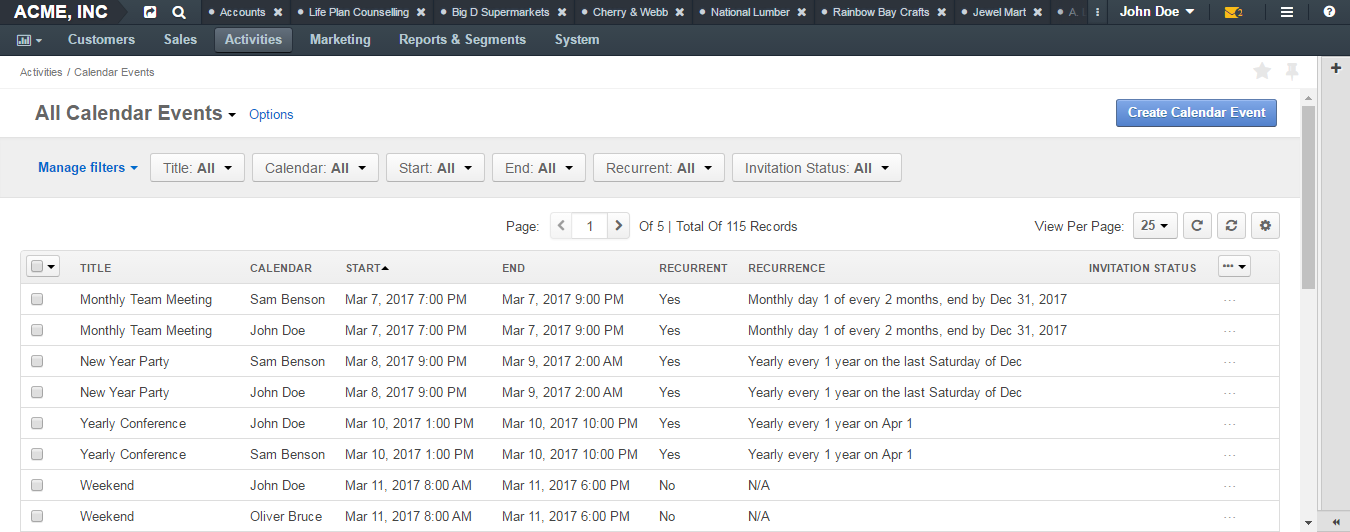 ACME, INC Accounts Life Plan Counselling Big D Supermarkets Cherry & Webb National Lumber Rainbow Bay Crafts Jewel Mart A. John Doe 2
Customers Sales Activities Marketing Reports & Segments System
Activities / Calendar Events
All Calendar Events Options Create Calendar Event
Manage filters Title: All Calendar: All Start: All End: All Recurrent: All Invitation Status: All
Page: 1 Of 5 | Total Of 115 Records View Per Page: 25
TITLE CALENDAR START END RECURRENT RECURRENCE INVITATION STATUS
Monthly Team Meeting Sam Benson Mar 7, 2017 7:00 PM Mar 7, 2017 9:00 PM Yes Monthly day 1 of every 2 months, end by Dec 31, 2017
Monthly Team Meeting John Doe Mar 7, 2017 7:00 PM Mar 7, 2017 9:00 PM Yes Monthly day 1 of every 2 months, end by Dec 31, 2017
New Year Party Sam Benson Mar 8, 2017 9:00 PM Mar 9, 2017 2:00 AM Yes Yearly every 1 year on the last Saturday of Dec
New Year Party John Doe Mar 8, 2017 9:00 PM Mar 9, 2017 2:00 AM Yes Yearly every 1 year on the last Saturday of Dec
Yearly Conference John Doe Mar 10, 2017 1:00 PM Mar 10, 2017 10:00 PM Yes Yearly every 1 year on Apr 1
Yearly Conference Sam Benson Mar 10, 2017 1:00 PM Mar 10, 2017 10:00 PM Yes Yearly every 1 year on Apr 1
Weekend John Doe Mar 11, 2017 8:00 AM Mar 11, 2017 6:00 PM No N/A
Weekend Oliver Bruce Mar 11, 2017 8:00 AM Mar 11, 2017 6:00 PM No N/A